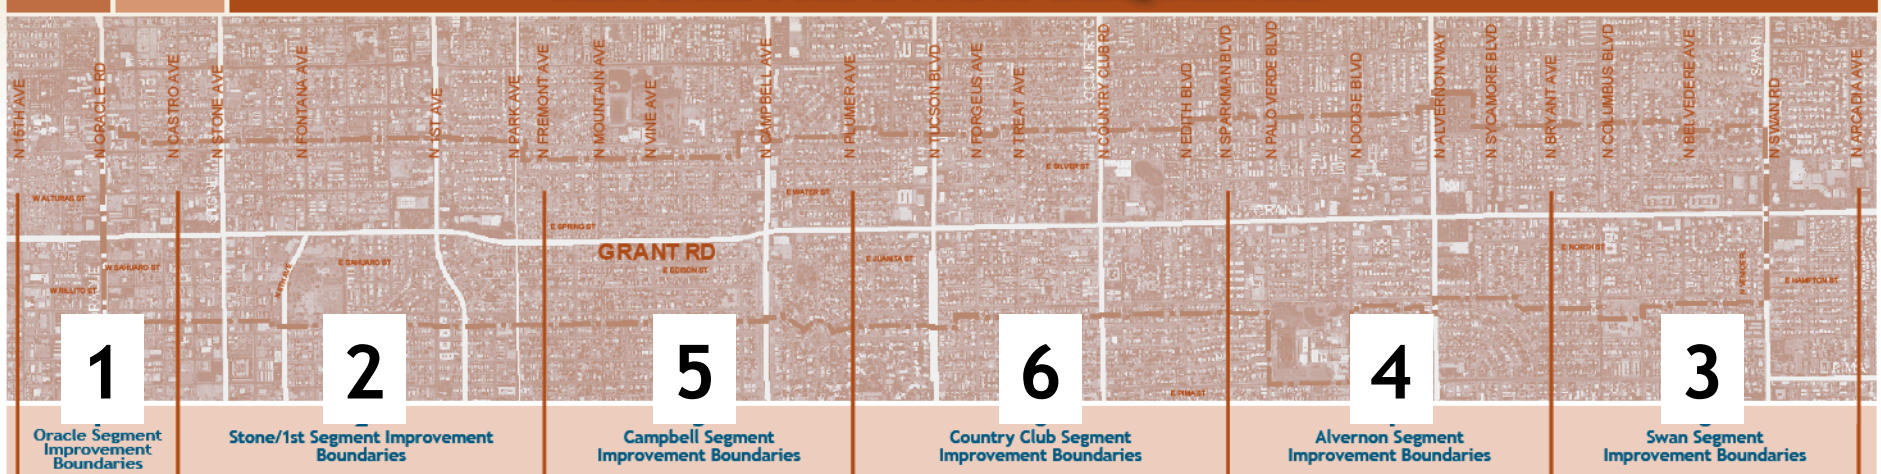 N 15TH AVE
N ORACLE RD
N CASTRO AVE
N STONE AVE
N FONTANA AVE
N 1ST AVE
N PARK AVE
N FREMONT AVE
N MOUNTAIN AVE
N VINE AVE
N CAMPBELL AVE
N PLUMER AVE
N TUCSON BLVD
N FORGEUS AVE
N TREAT AVE
N COUNTRY CLUB RD
N EDITH BLVD
N SPARKMAN BLVD
N PALO VERDE BLVD
N DODGE BLVD
N ALVERNON WAY
N SYCAMORE BLVD
N BRYANT AVE
N COLUMBUS BLVD
N BELVEDERE AVE
SWAN
N SWAN RD
N ARCADIA AVE
E SILVER ST
W ALTURAS ST
E WATER ST
STONE
GRANT
E SPRING ST
GRANT RD
E NORTH ST
W SAHUARO ST
E SAHUARO ST
E EDISON ST
E JUANITA ST
E HAMPTON ST
W RILLITO ST
E PIMA ST
1
2
5
6
4
3
Oracle Segment
Improvement
Boundaries
Stone/1st Segment Improvement
Boundaries
Campbell Segment
Improvement Boundaries
Country Club Segment
Improvement Boundaries
Alvernon Segment
Improvement Boundaries
Swan Segment
Improvement Boundaries